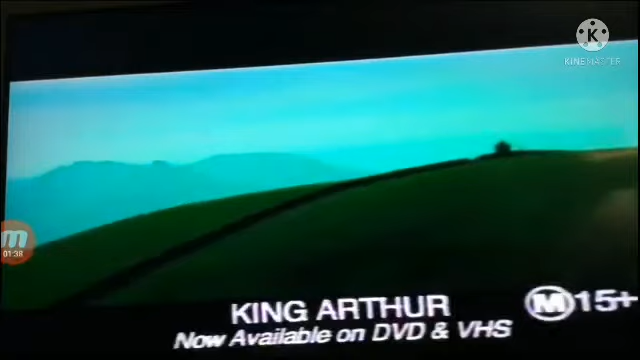 K
KINEMASTER
m
01:38
KING ARTHUR
M 15+
Now Available on DVD & VHS